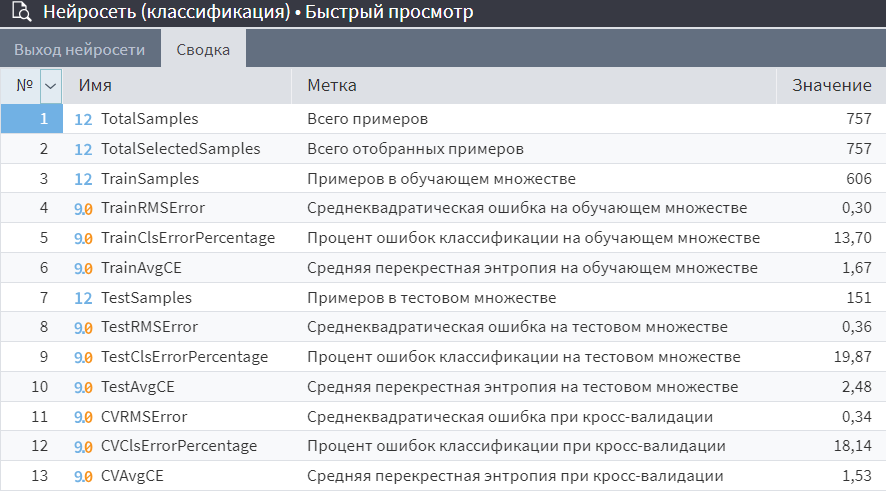 Нейросеть (классификация) • Быстрый просмотр
Выход нейросети Сводка
№ Имя Метка Значение
1 12 TotalSamples Всего примеров 757
2 12 TotalSelectedSamples Всего отобранных примеров 757
3 12 TrainSamples Примеров в обучающем множестве 606
4 9.0 TrainRMSError Среднеквадратическая ошибка на обучающем множестве 0,30
5 9.0 TrainClsErrorPercentage Процент ошибок классификации на обучающем множестве 13,70
6 9.0 TrainAvgCE Средняя перекрестная энтропия на обучающем множестве 1,67
7 12 TestSamples Примеров в тестовом множестве 151
8 9.0 TestRMSError Среднеквадратическая ошибка на тестовом множестве 0,36
9 9.0 TestClsErrorPercentage Процент ошибок классификации на тестовом множестве 19,87
10 9.0 TestAvgCE Средняя перекрестная энтропия на тестовом множестве 2,48
11 9.0 CVRMSError Среднеквадратическая ошибка при кросс-валидации 0,34
12 9.0 CVClsErrorPercentage Процент ошибок классификации при кросс-валидации 18,14
13 9.0 CVAvgCE Средняя перекрестная энтропия при кросс-валидации 1,53